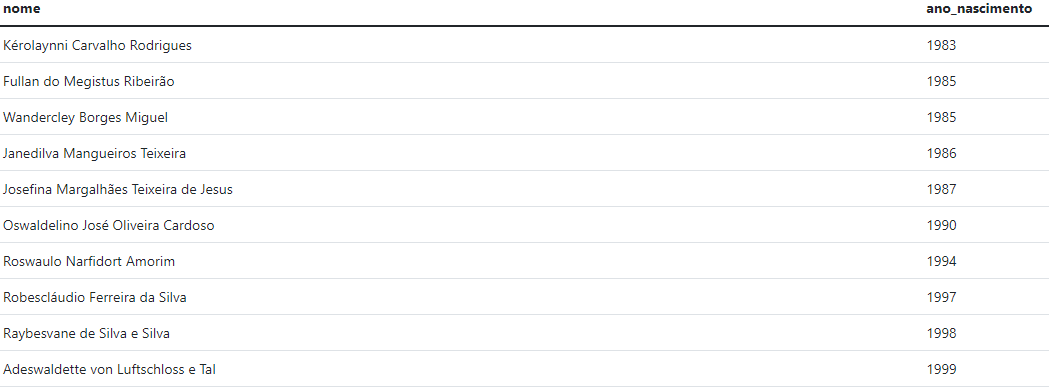 nome ano_nascimento
Kérolaynni Carvalho Rodrigues 1983
Fullan do Megistus Ribeirão 1985
Wandercley Borges Miguel 1985
Janedilva Mangueiros Teixeira 1986
Josefina Margalhães Teixeira de Jesus 1987
Oswaldelino José Oliveira Cardoso 1990
Roswaulo Narfidort Amorim 1994
Robescláudio Ferreira da Silva 1997
Raybesvane de Silva e Silva 1998
Adeswaldette von Luftschloss e Tal 1999